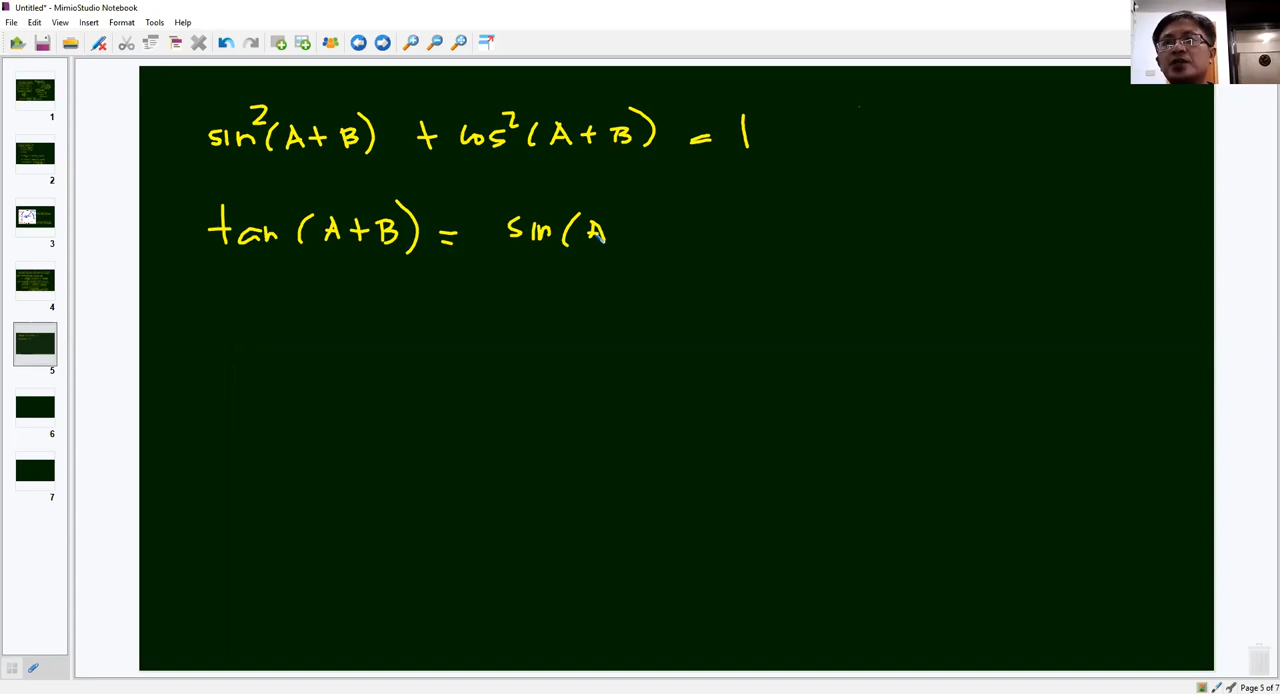 Untitled* - MimioStudio Notebook
File Edit View Insert Format Tools Help
1
2
3
4
5
6
7
sin²(A+B) + cos²(A+B) = 1
tan (A+B) = sin(A
Page 5 of 7